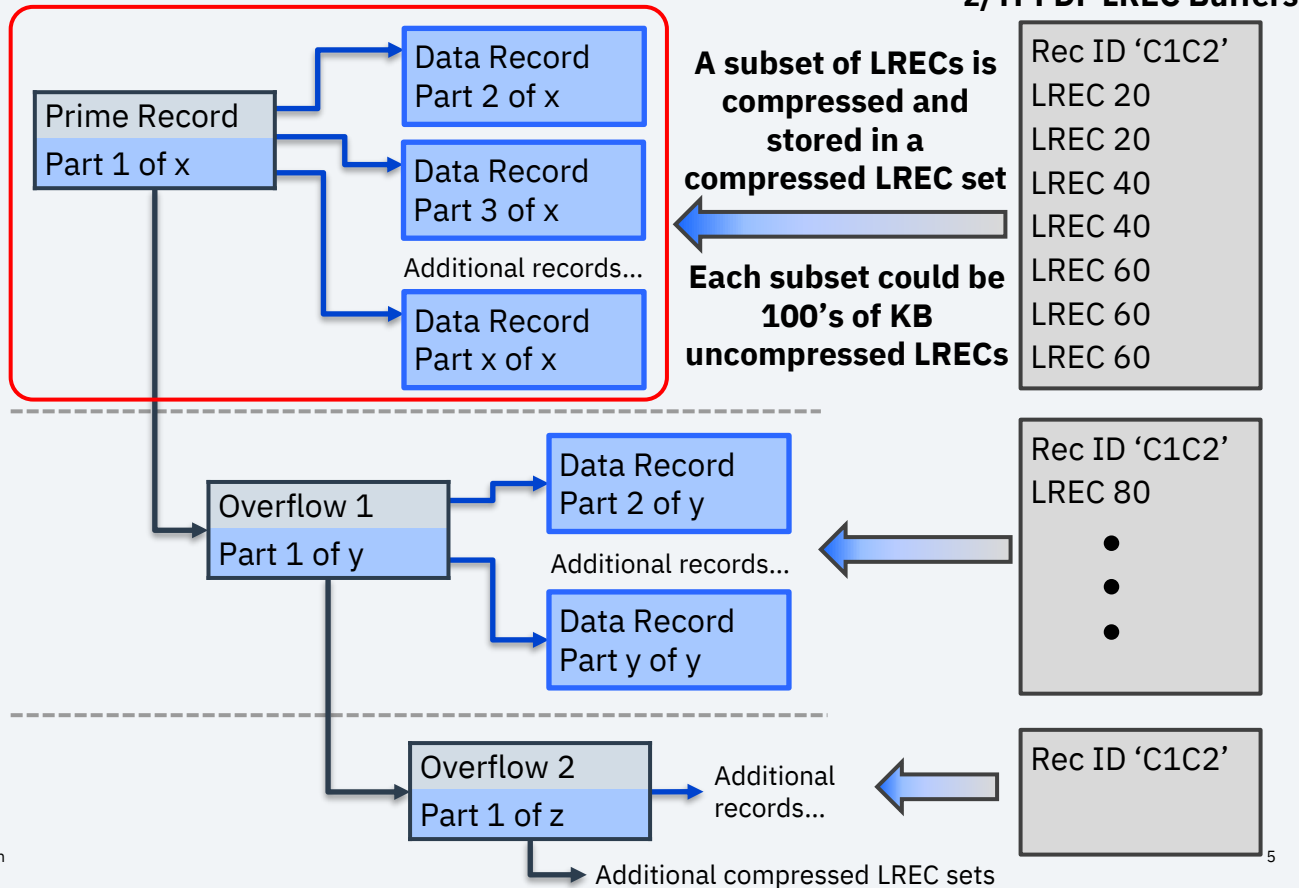 Prime Record
Part 1 of x
Data Record
Part 2 of x
Data Record
Part 3 of x
Additional records...
Data Record
Part x of x
A subset of LRECs is
compressed and
stored in a
compressed LREC set
Each subset could be
100’s of KB
uncompressed LRECs
LREC Buffers
Rec ID ‘C1C2’
LREC 20
LREC 20
LREC 40
LREC 40
LREC 60
LREC 60
LREC 60
Overflow 1
Part 1 of y
Data Record
Part 2 of y
Additional records...
Data Record
Part y of y
Rec ID ‘C1C2’
LREC 80
•
•
•
Overflow 2
Part 1 of z
Additional
records...
Rec ID ‘C1C2’
Additional compressed LREC sets
5